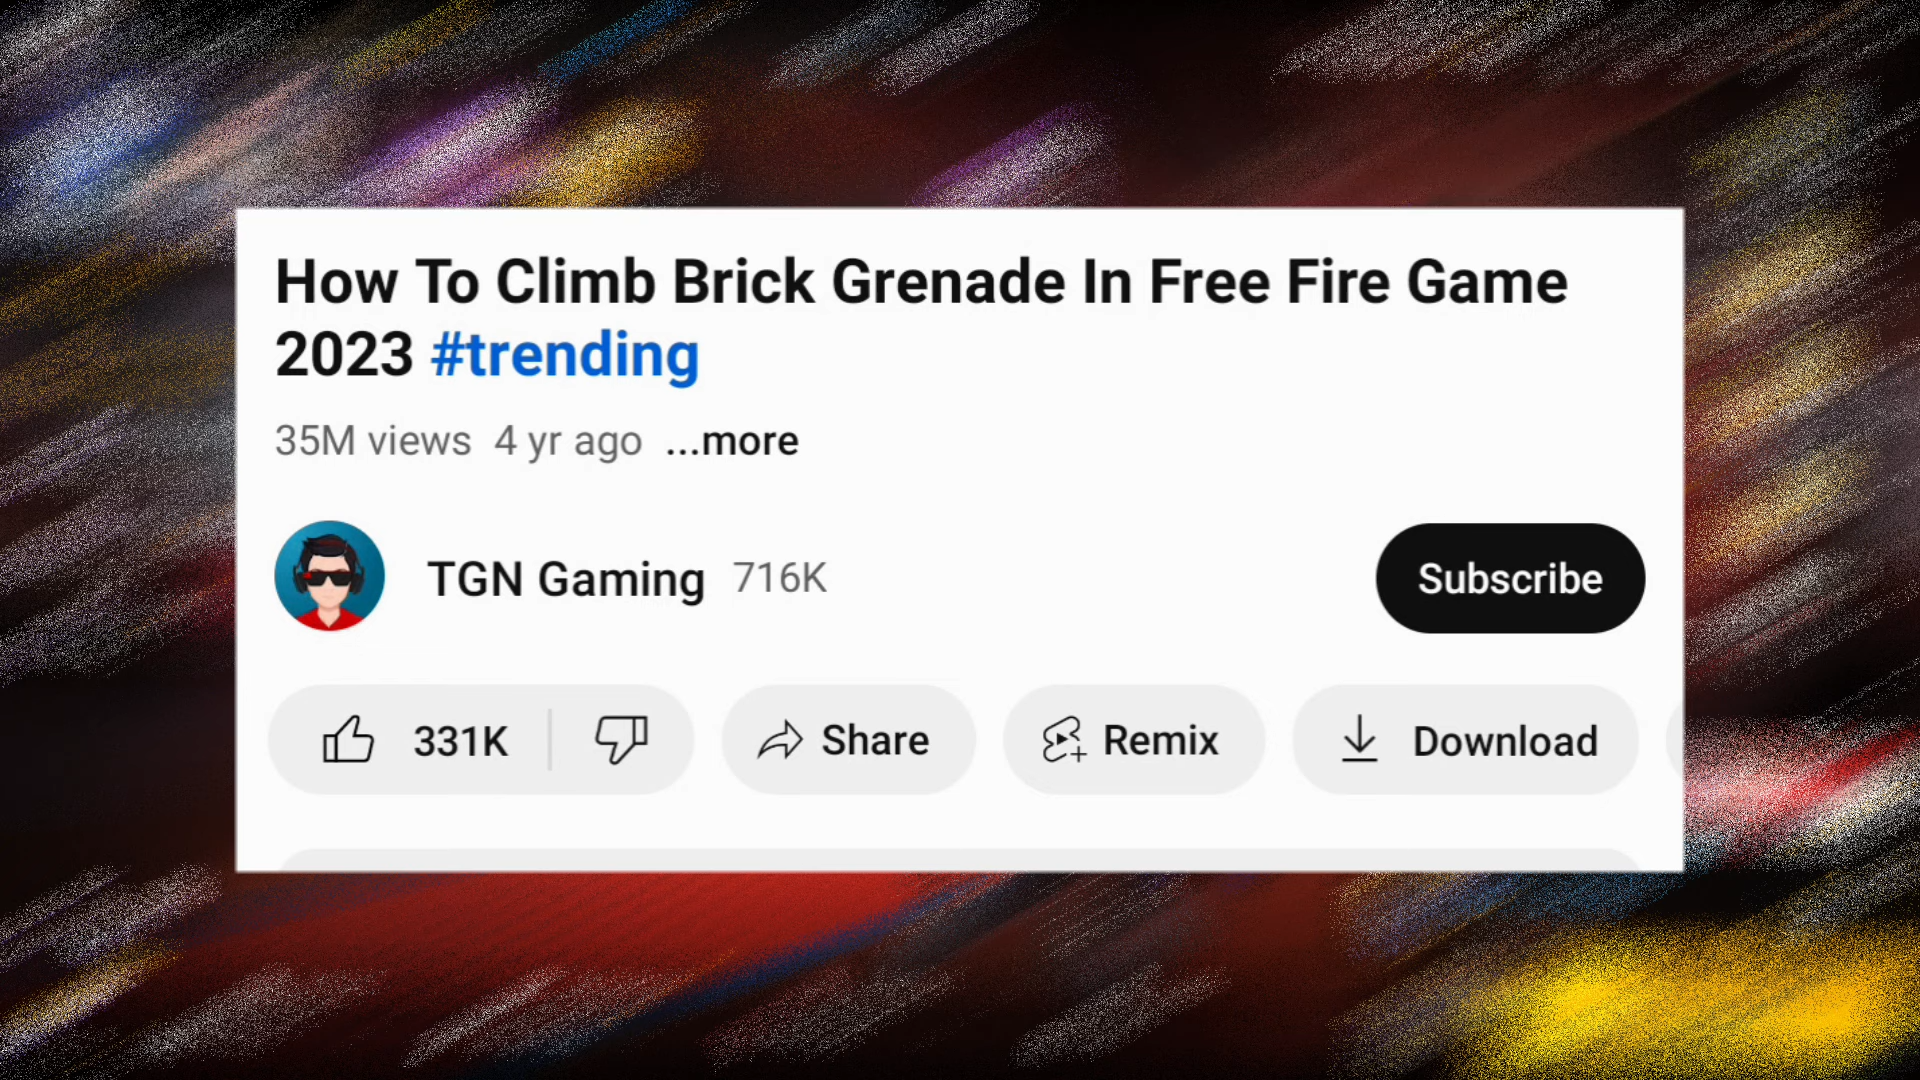 How To Climb Brick Grenade In Free Fire Game
2023 #trending
35M views 4 yr ago ...more
TGN Gaming 716K
Subscribe
331K
Share
Remix
Download